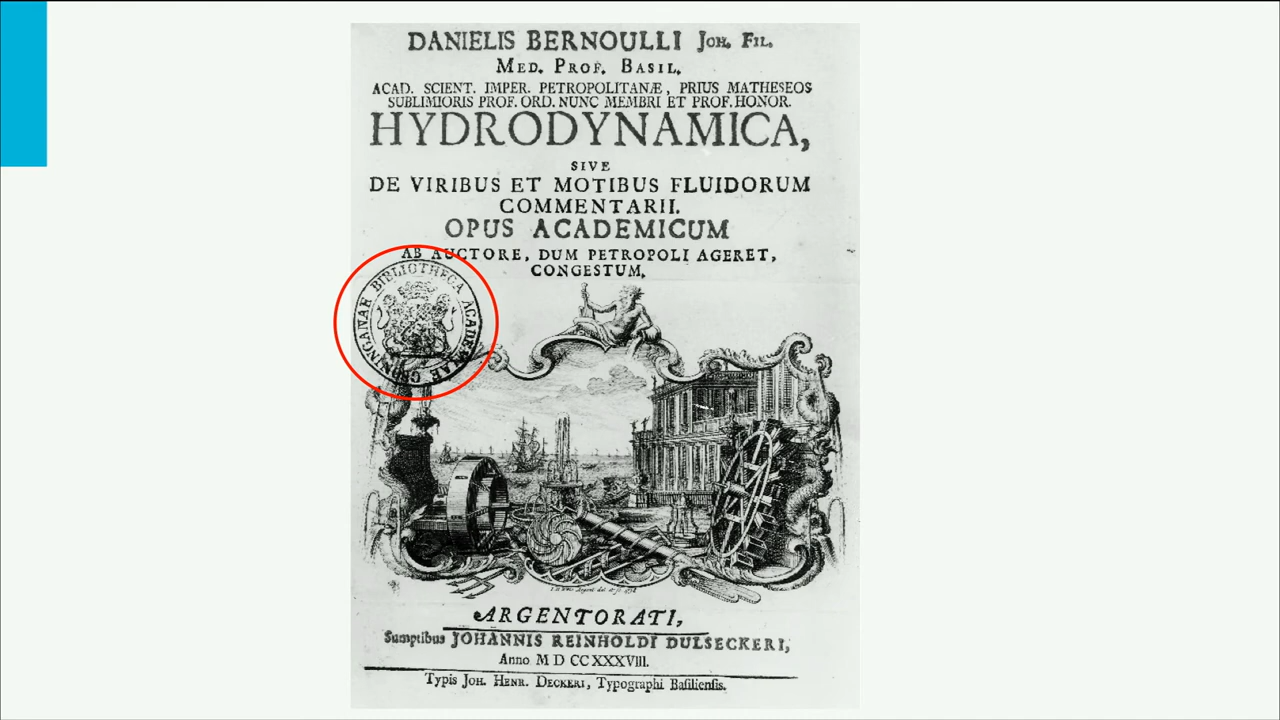 DANIELIS BERNOULLI JOH. FIL.
MED. PROF. BASIL.
ACAD. SCIENT. IMPER. PETROPOLITANÆ, PRIUS MATHESEOS
SUBLIMIORIS PROF. ORD. NUNC MEMBRI ET PROF. HONOR.
HYDRODYNAMICA,
SIVE
DE VIRIBUS ET MOTIBUS FLUIDORUM
COMMENTARII.
OPUS ACADEMICUM
AB AUCTORE, DUM PETROPOLI AGERET,
CONGESTUM.
BIBLIOTHECA ACADEMIAE GRONINGANAE
ARGENTORATI,
Sumptibus JOHANNIS REINHOLDI DULSECKERI,
Anno M D CC XXXVIII.
Typis JOH. HENR. DECKERI, Typographi Basiliensis.